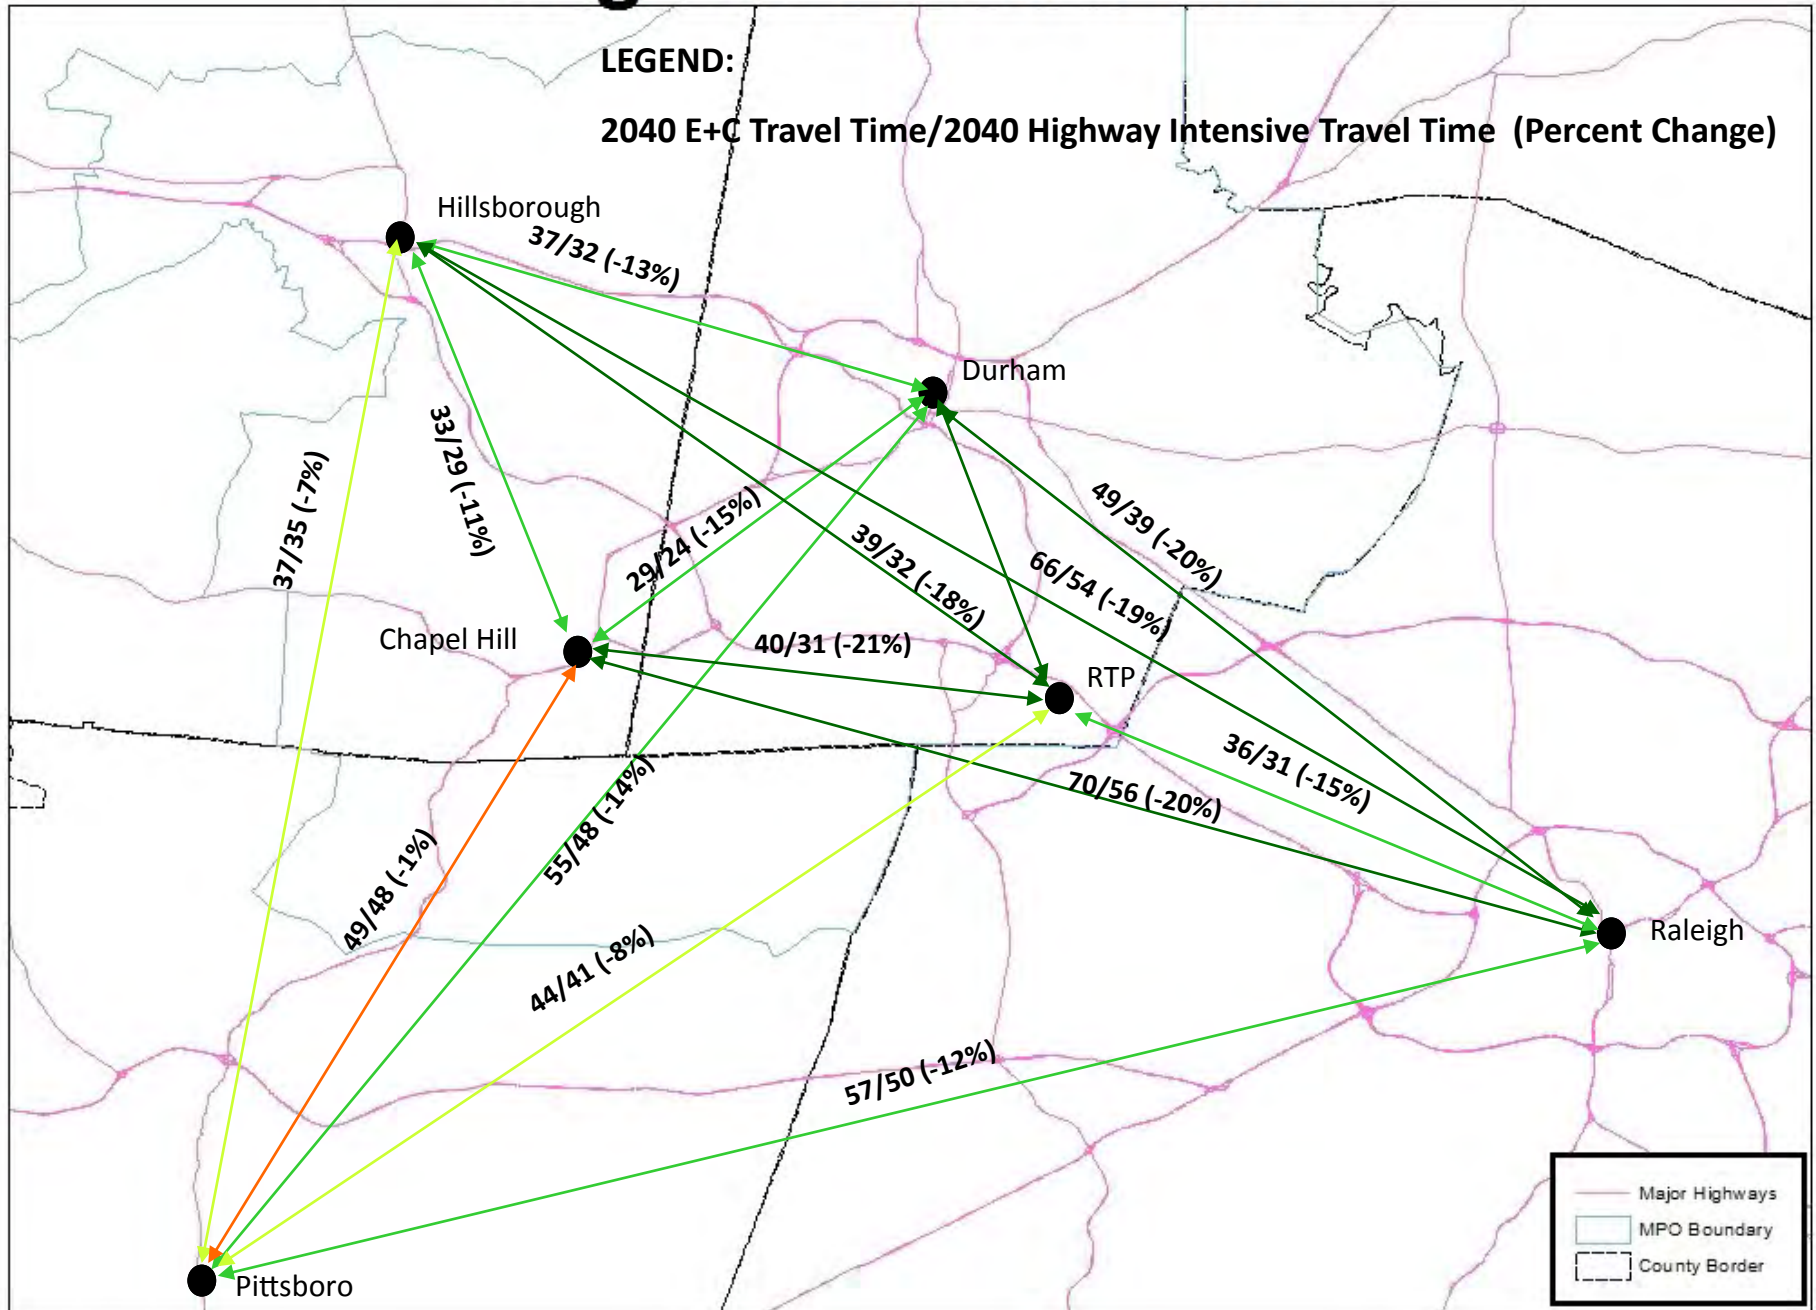 LEGEND:
2040 E+C Travel Time/2040 Highway Intensive Travel Time (Percent Change)
Hillsborough
37/32 (-13%)
Durham
33/29 (-11%)
37/35 (-7%)
29/24 (-15%)
39/32 (-18%)
49/39 (-20%)
66/54 (-19%)
Chapel Hill
40/31 (-21%)
RTP
36/31 (-15%)
70/56 (-20%)
55/48 (-14%)
49/48 (-1%)
44/41 (-8%)
Raleigh
57/50 (-12%)
Pittsboro
Major Highways
MPO Boundary
County Border